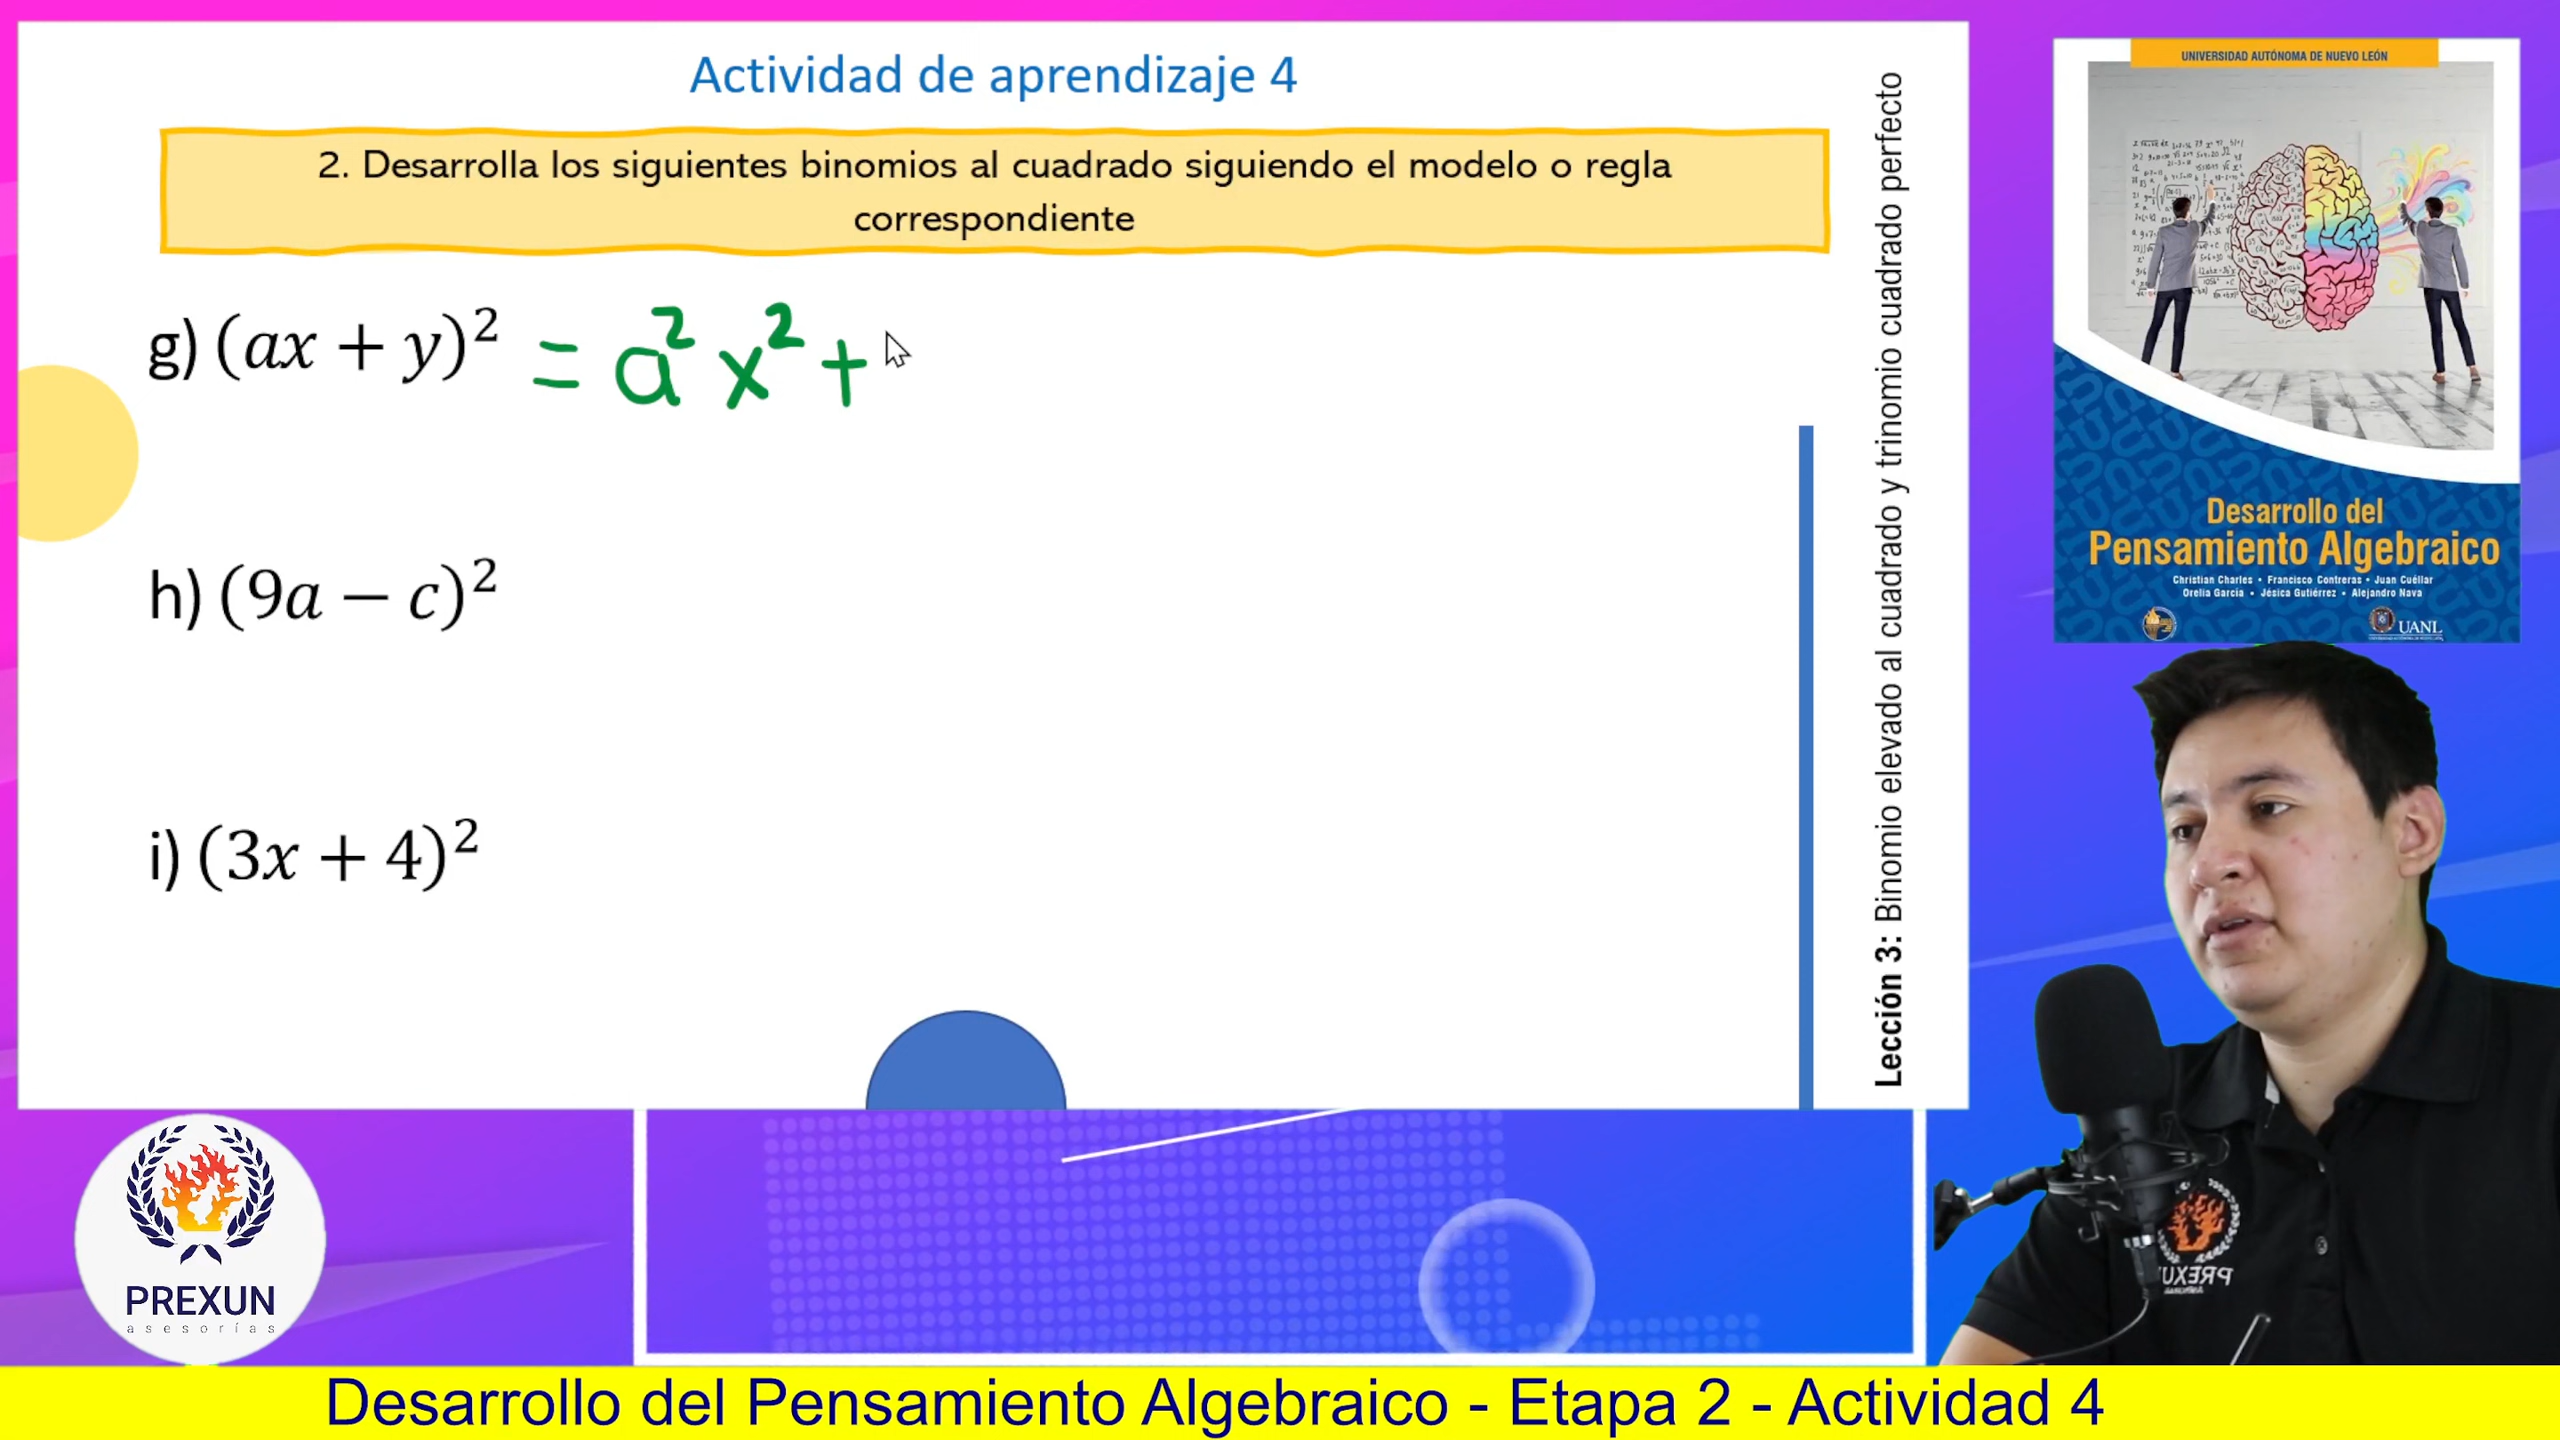 Actividad de aprendizaje 4
2. Desarrolla los siguientes binomios al cuadrado siguiendo el modelo o regla
correspondiente
g) (ax + y)² = a² x² +
h) (9a − c)²
i) (3x + 4)²
Lección 3: Binomio elevado al cuadrado y trinomio cuadrado perfecto
UNIVERSIDAD AUTÓNOMA DE NUEVO LEÓN
Desarrollo del
Pensamiento Algebraico
Christian Charles • Francisco Contreras • Juan Cuéllar
Orelia García • Jésica Gutiérrez • Alejandro Nava
UANL
PREXUN
asesorías
PREXUN
Desarrollo del Pensamiento Algebraico - Etapa 2 - Actividad 4